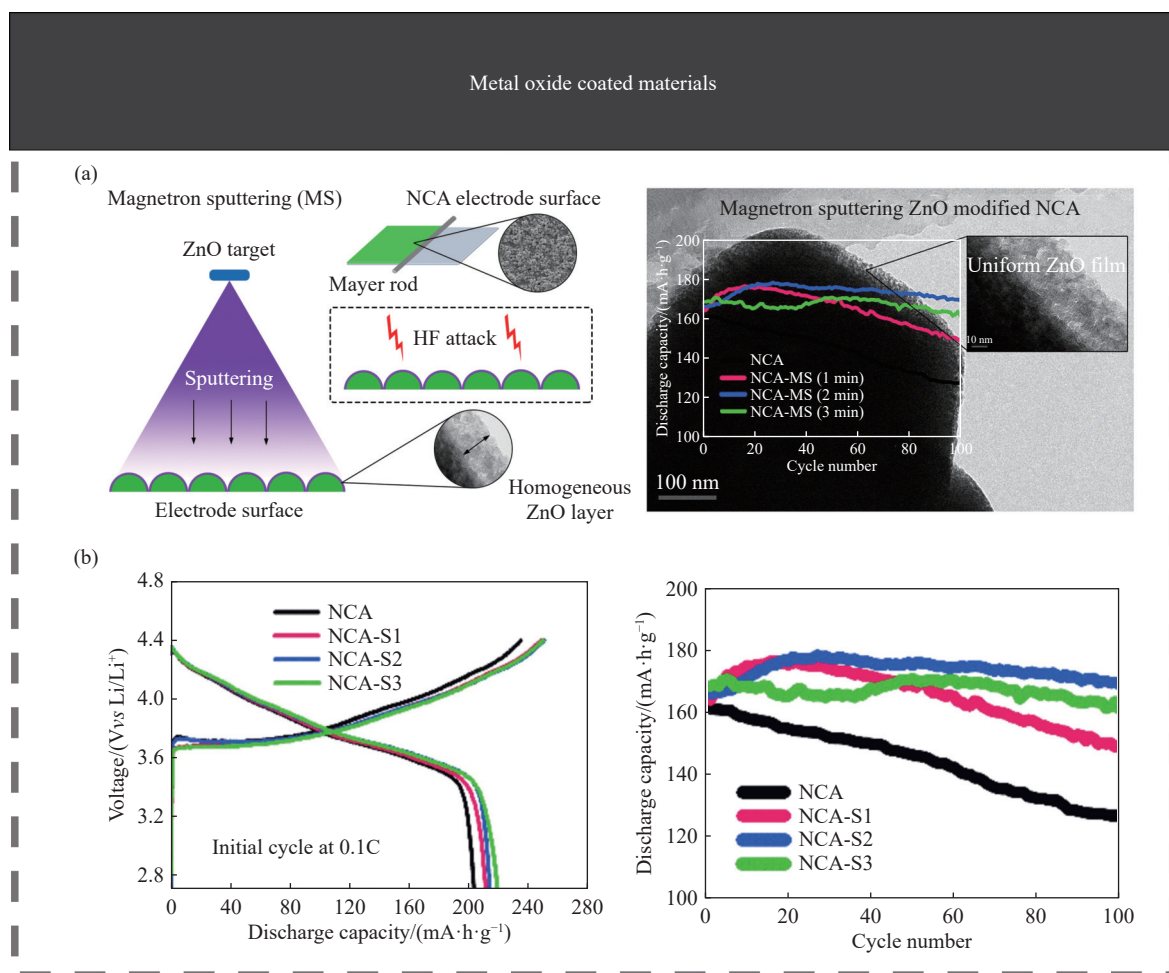 Metal oxide coated materials
(a)
Magnetron sputtering (MS)
ZnO target
Sputtering
Electrode surface
NCA electrode surface
Mayer rod
HF attack
Homogeneous
ZnO layer
Magnetron sputtering ZnO modified NCA
Uniform ZnO film
10 nm
Discharge capacity/(mA·h·g⁻¹)
200
180
160
140
120
100
NCA
NCA-MS (1 min)
NCA-MS (2 min)
NCA-MS (3 min)
0 20 40 60 80 100
Cycle number
100 nm
(b)
Voltage/(Vvs Li/Li⁺)
4.8
4.4
4.0
3.6
3.2
2.8
NCA
NCA-S1
NCA-S2
NCA-S3
Initial cycle at 0.1C
0 40 80 120 160 200 240 280
Discharge capacity/(mA·h·g⁻¹)
Discharge capacity/(mA·h·g⁻¹)
200
180
160
140
120
100
NCA
NCA-S1
NCA-S2
NCA-S3
0 20 40 60 80 100
Cycle number